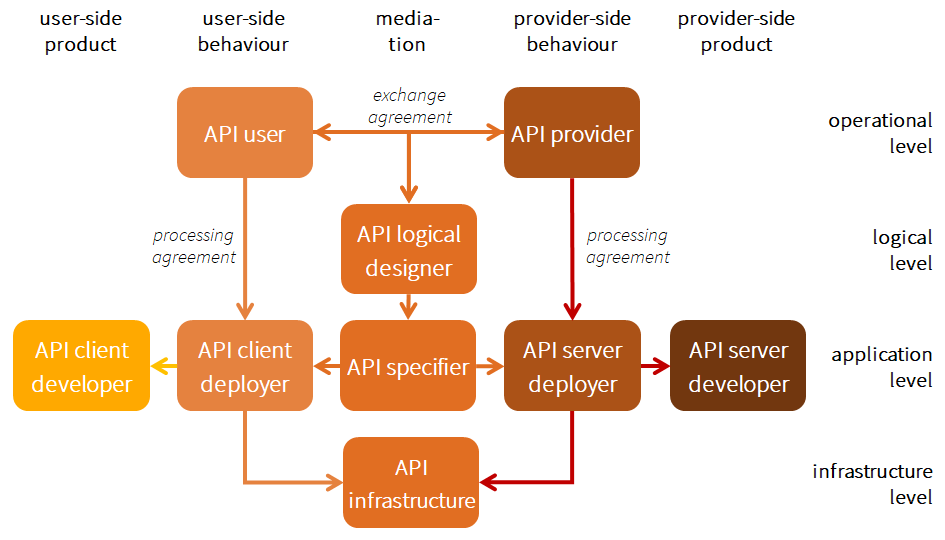 user-side
product
user-side
behaviour
media-
tion
provider-side
behaviour
provider-side
product
exchange
agreement
API user
API provider
operational
level
processing
agreement
API logical
designer
processing
agreement
logical
level
API client
developer
API client
deployer
API specifier
API server
deployer
API server
developer
application
level
API
infrastructure
infrastructure
level